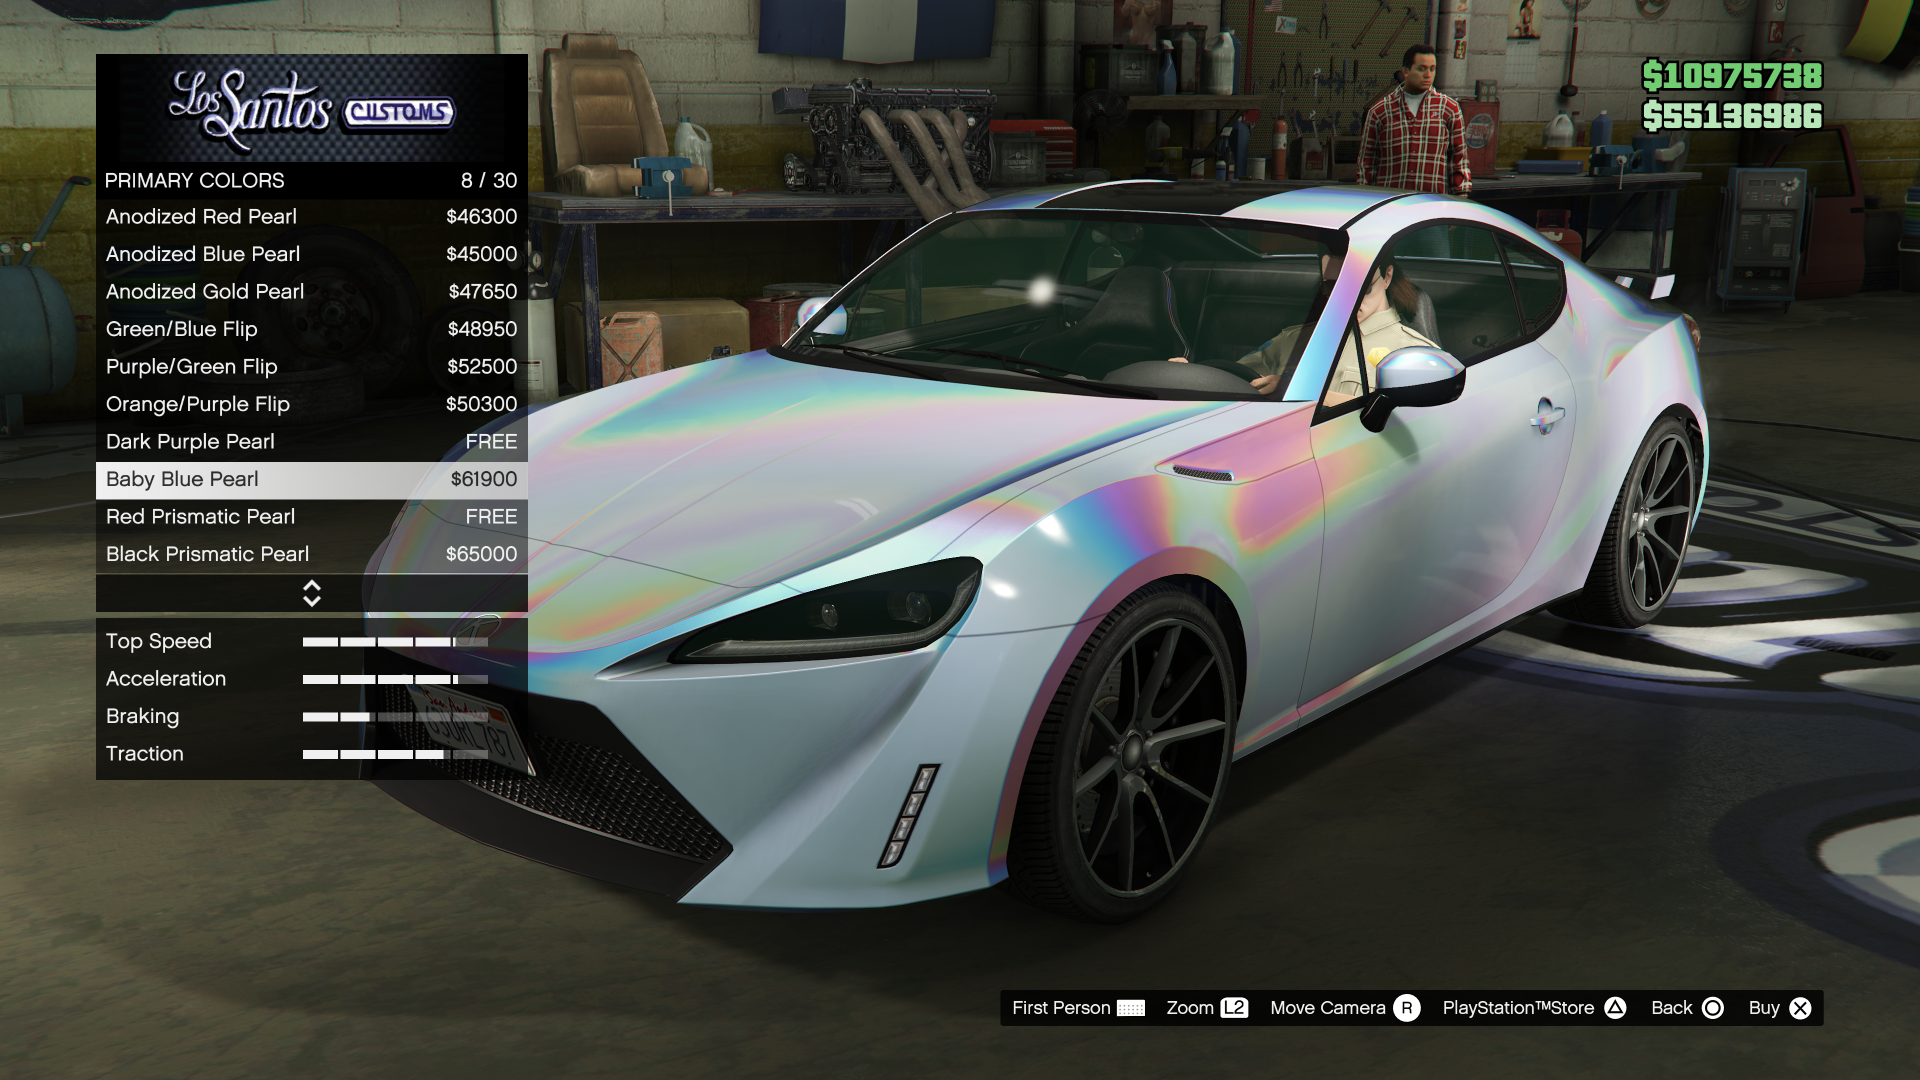 Los Santos CUSTOMS
$10975738
$55136986
PRIMARY COLORS 8 / 30
Anodized Red Pearl $46300
Anodized Blue Pearl $45000
Anodized Gold Pearl $47650
Green/Blue Flip $48950
Purple/Green Flip $52500
Orange/Purple Flip $50300
Dark Purple Pearl FREE
Baby Blue Pearl $61900
Red Prismatic Pearl FREE
Black Prismatic Pearl $65000
Top Speed
Acceleration
Braking
Traction
First Person Zoom L2 Move Camera R PlayStation™Store Back Buy